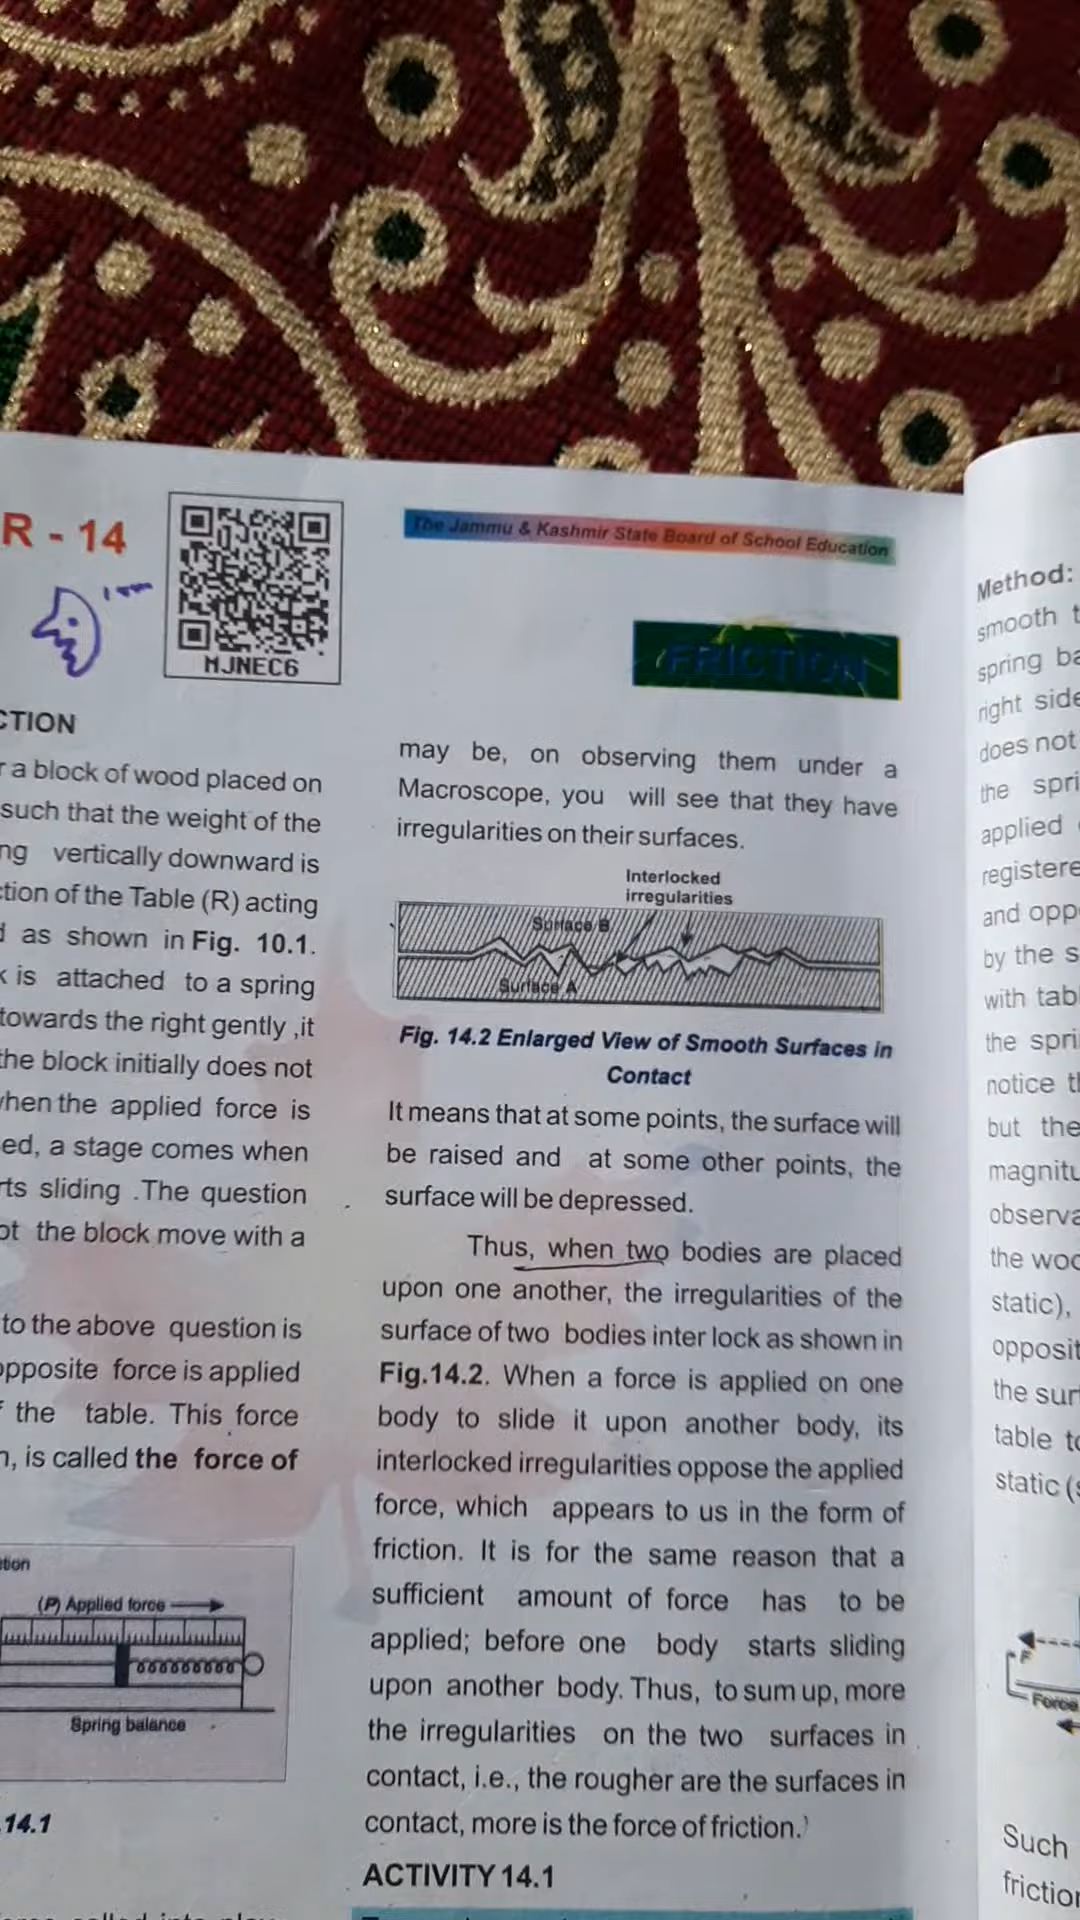 R - 14
MJNEC6
The Jammu & Kashmir State Board of School Education
FRICTION
CTION
r a block of wood placed on
such that the weight of the
ng vertically downward is
ction of the Table (R) acting
d as shown in Fig. 10.1.
k is attached to a spring
towards the right gently ,it
the block initially does not
when the applied force is
sed, a stage comes when
rts sliding .The question
ot the block move with a
to the above question is
opposite force is applied
f the table. This force
n, is called the force of
ction
(P) Applied force
Spring balance
.14.1
may be, on observing them under a
Macroscope, you will see that they have
irregularities on their surfaces.
Interlocked
irregularities
Surface B
Surface A
Fig. 14.2 Enlarged View of Smooth Surfaces in
Contact
It means that at some points, the surface will
be raised and at some other points, the
surface will be depressed.
Thus, when two bodies are placed
upon one another, the irregularities of the
surface of two bodies inter lock as shown in
Fig.14.2. When a force is applied on one
body to slide it upon another body, its
interlocked irregularities oppose the applied
force, which appears to us in the form of
friction. It is for the same reason that a
sufficient amount of force has to be
applied; before one body starts sliding
upon another body. Thus, to sum up, more
the irregularities on the two surfaces in
contact, i.e., the rougher are the surfaces in
contact, more is the force of friction.
ACTIVITY 14.1
Method:
smooth t
spring ba
right side
does not
the spri
applied
registere
and oppo
by the s
with tabl
the spri
notice th
but the
magnitu
observa
the woo
static),
opposit
the surf
table to
static (s
F
Force
Such
friction